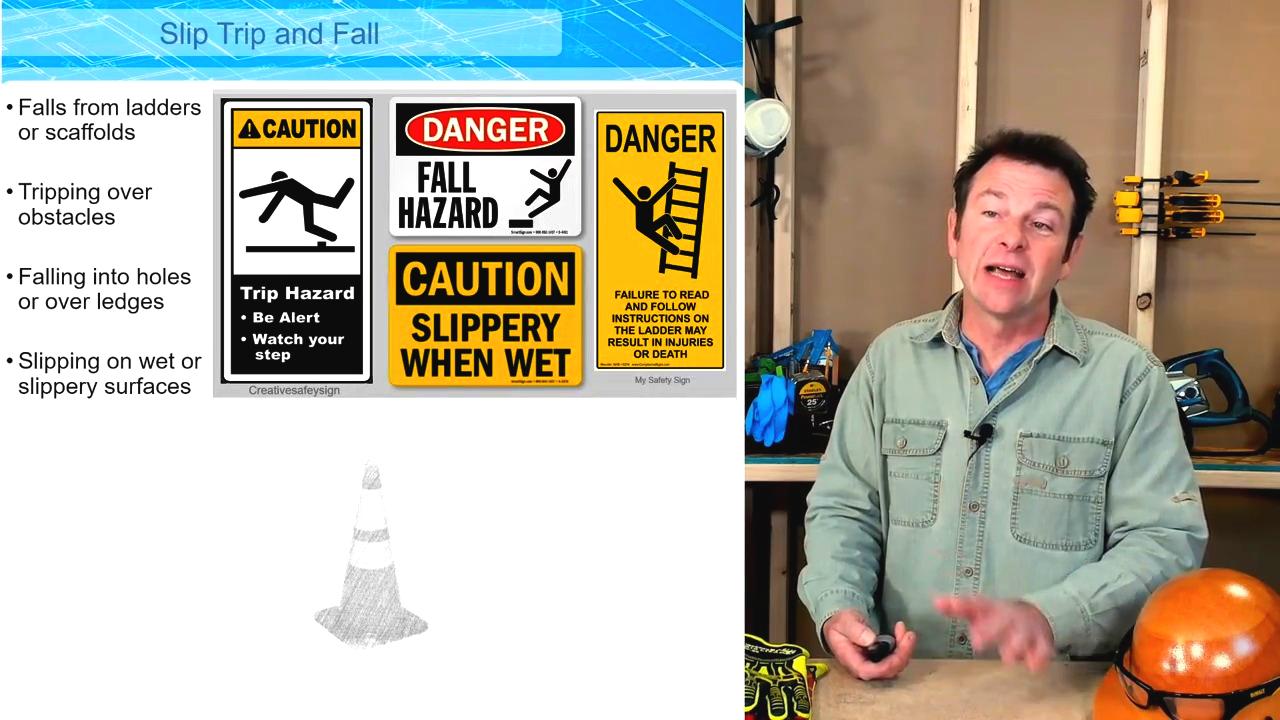 Slip Trip and Fall
• Falls from ladders
or scaffolds
• Tripping over
obstacles
• Falling into holes
or over ledges
• Slipping on wet or
slippery surfaces
CAUTION
Trip Hazard
• Be Alert
• Watch your
step
Creativesafeysign
DANGER
FALL
HAZARD
CAUTION
SLIPPERY
WHEN WET
DANGER
FAILURE TO READ
AND FOLLOW
INSTRUCTIONS ON
THE LADDER MAY
RESULT IN INJURIES
OR DEATH
My Safety Sign
STANLEY
25'